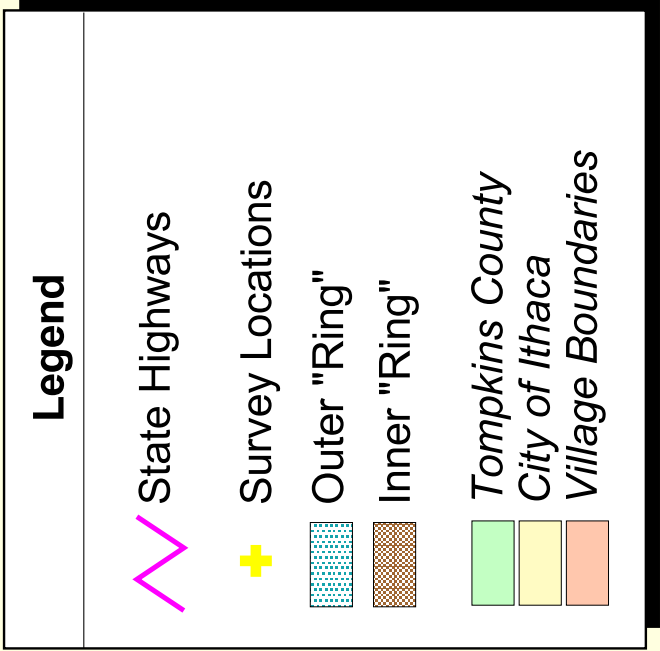 Legend
State Highways
Survey Locations
Outer "Ring"
Inner "Ring"
Tompkins County
City of Ithaca
Village Boundaries